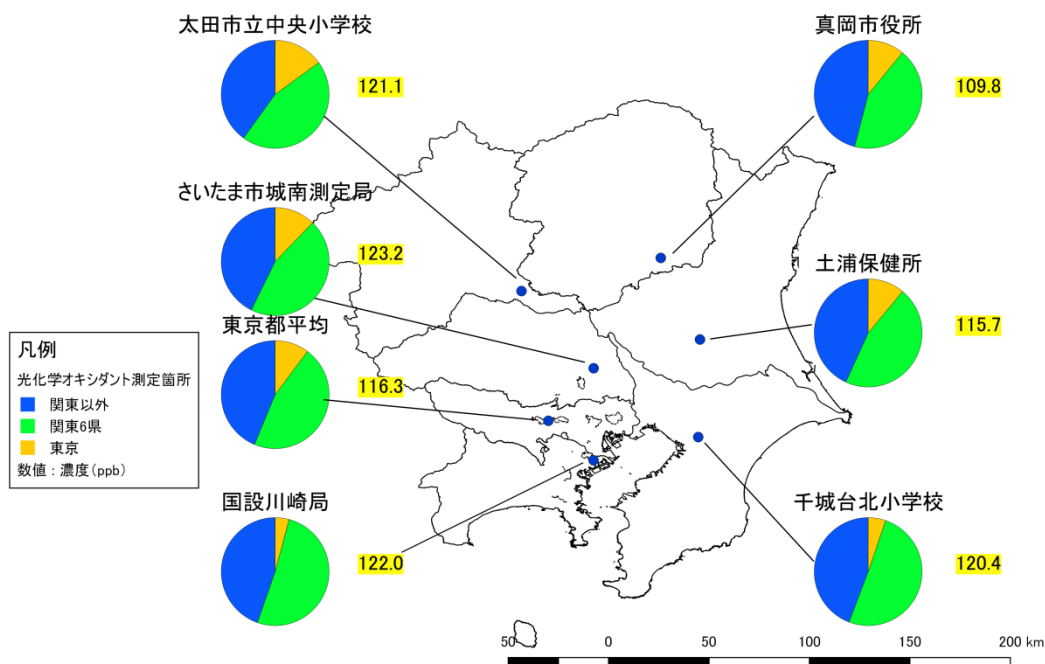 太田市立中央小学校
121.1
真岡市役所
109.8
さいたま市城南測定局
123.2
土浦保健所
115.7
東京都平均
116.3
凡例
光化学オキシダント測定箇所
関東以外
関東6県
東京
数値：濃度（ppb）
国設川崎局
122.0
千城台北小学校
120.4
50 0 50 100 150 200 km